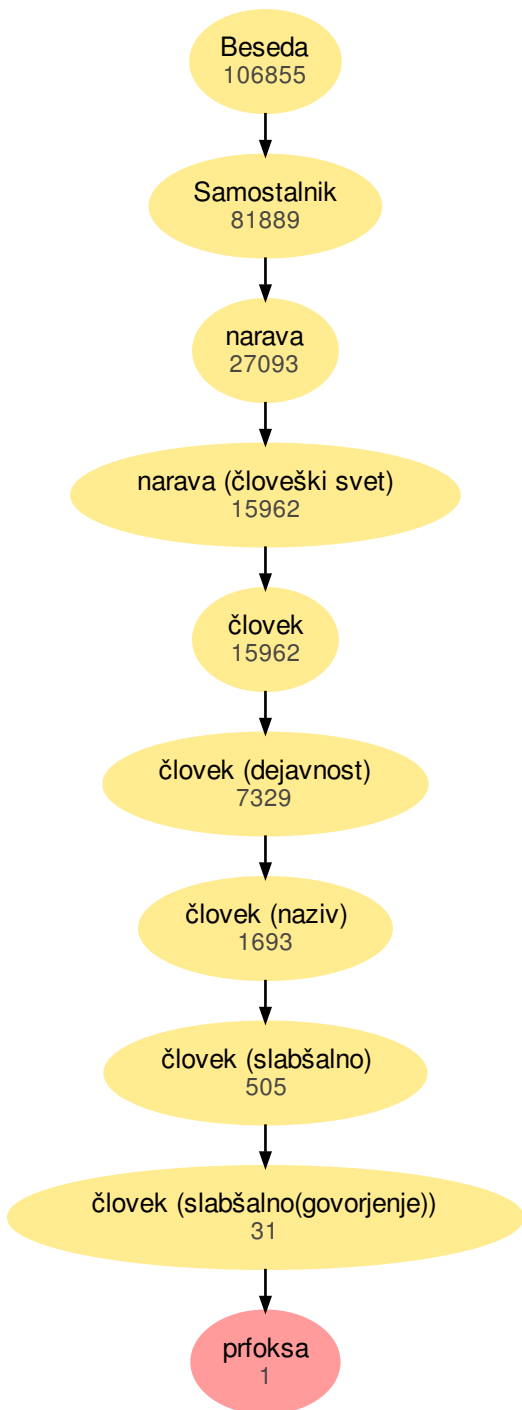 Beseda
106855
Samostalnik
81889
narava
27093
narava (človeški svet)
15962
človek
15962
človek (dejavnost)
7329
človek (naziv)
1693
človek (slabšalno)
505
človek (slabšalno(govorjenje))
31
prfoksa
1